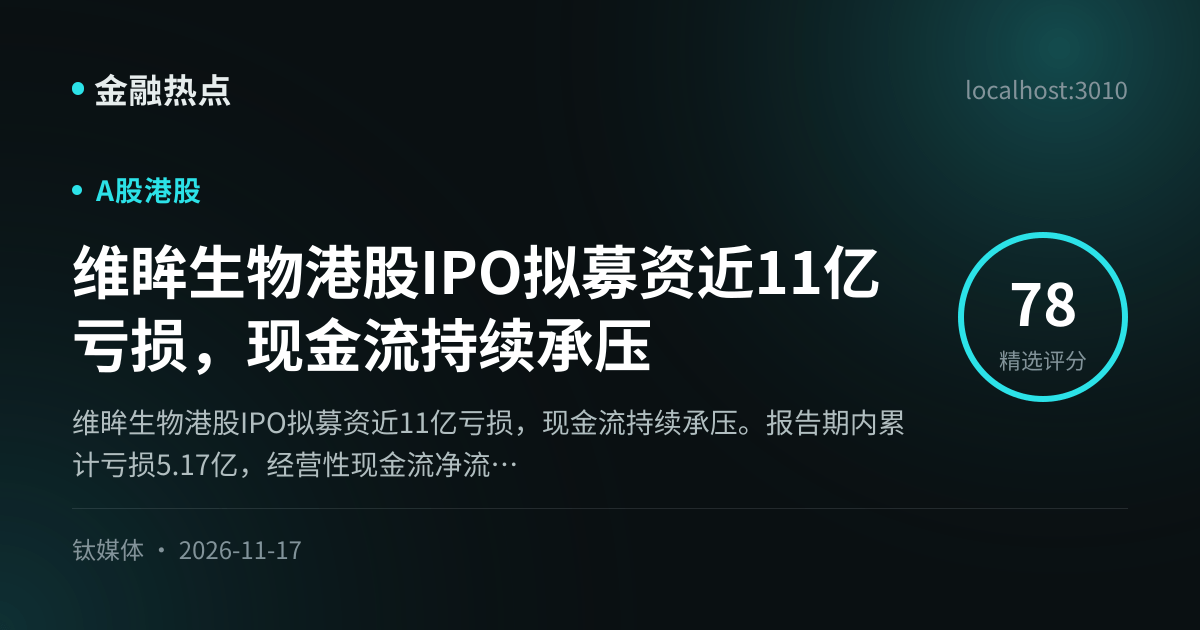 金融热点
localhost:3010
A股港股
维眸生物港股IPO拟募资近11亿
亏损，现金流持续承压
78
精选评分
维眸生物港股IPO拟募资近11亿亏损，现金流持续承压。报告期内累
计亏损5.17亿，经营性现金流净流…
钛媒体 · 2026-11-17